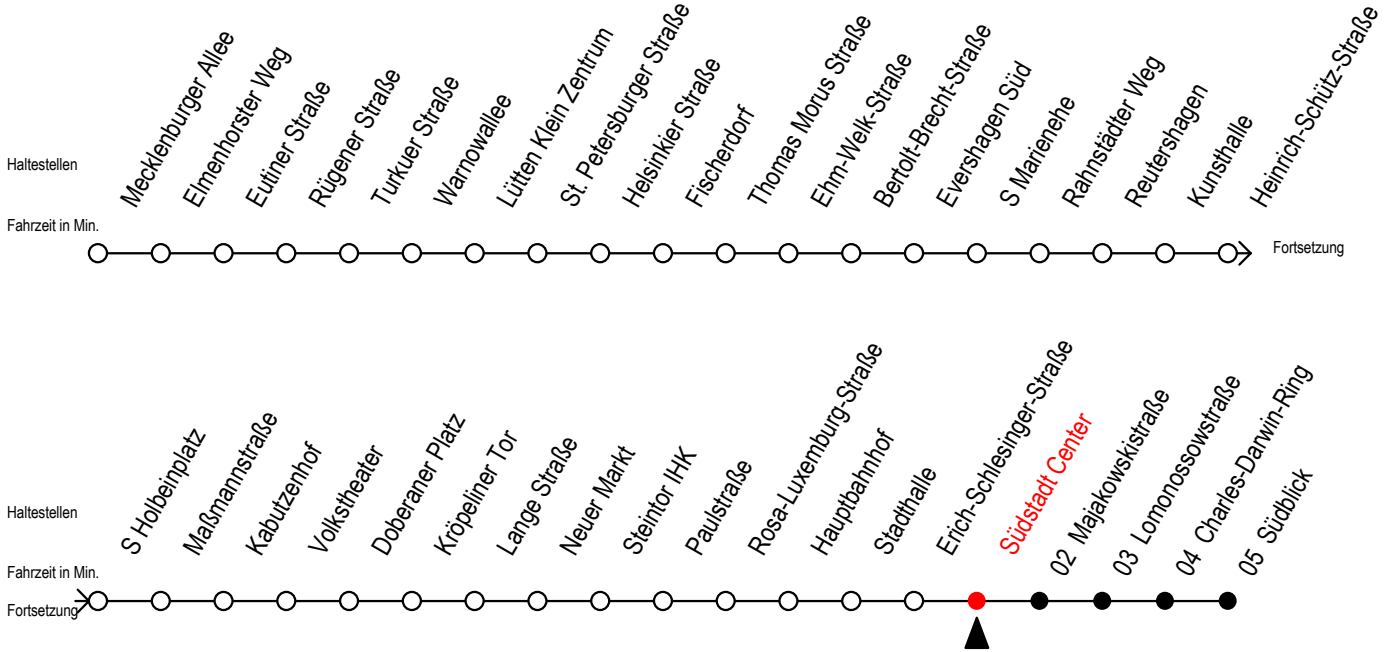 Haltestellen
Mecklenburger Allee
Elmenhorster Weg
Eutiner Straße
Rügener Straße
Turkuer Straße
Warnowallee
Lütten Klein Zentrum
St. Petersburger Straße
Helsinkier Straße
Fischerdorf
Thomas Morus Straße
Ehm-Welk-Straße
Bertolt-Brecht-Straße
Evershagen Süd
S Marienehe
Rahnstädter Weg
Reutershagen
Kunsthalle
Heinrich-Schütz-Straße
Fahrzeit in Min.
Fortsetzung
Haltestellen
S Holbeinplatz
Maßmannstraße
Kabutzenhof
Volkstheater
Doberaner Platz
Kröpeliner Tor
Lange Straße
Neuer Markt
Steintor IHK
Paulstraße
Rosa-Luxemburg-Straße
Hauptbahnhof
Stadthalle
Erich-Schlesinger-Straße
Südstadt Center
02 Majakowskistraße
03 Lomonossowstraße
04 Charles-Darwin-Ring
05 Südblick
Fahrzeit in Min.
Fortsetzung